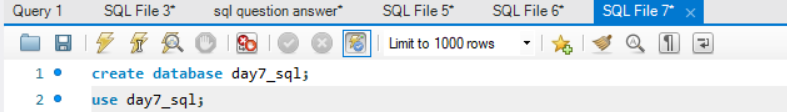 Query 1 SQL File 3* sql question answer* SQL File 5* SQL File 6* SQL File 7*
Limit to 1000 rows
1 create database day7_sql;
2 use day7_sql;